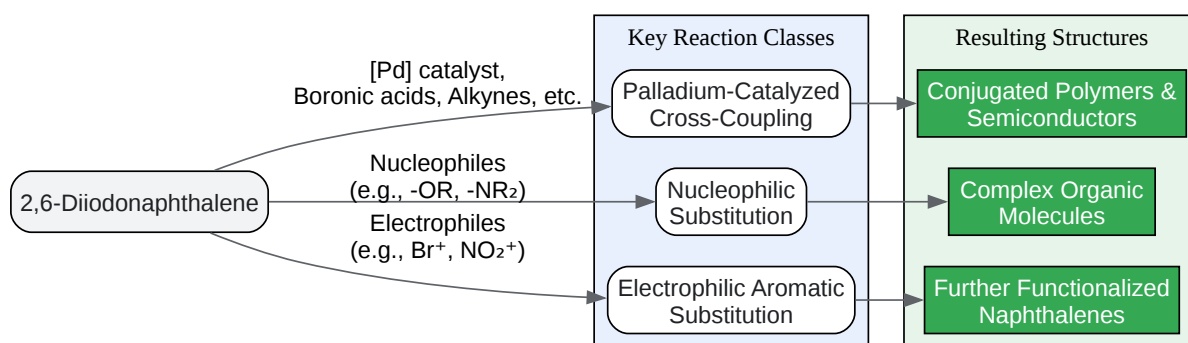 Key Reaction Classes
Resulting Structures
[Pd] catalyst,
Boronic acids, Alkynes, etc.
Palladium-Catalyzed
Cross-Coupling
Conjugated Polymers &
Semiconductors
2,6-Diiodonaphthalene
Nucleophiles
(e.g., -OR, -NR₂)
Nucleophilic
Substitution
Complex Organic
Molecules
Electrophiles
(e.g., Br⁺, NO₂⁺)
Electrophilic Aromatic
Substitution
Further Functionalized
Naphthalenes